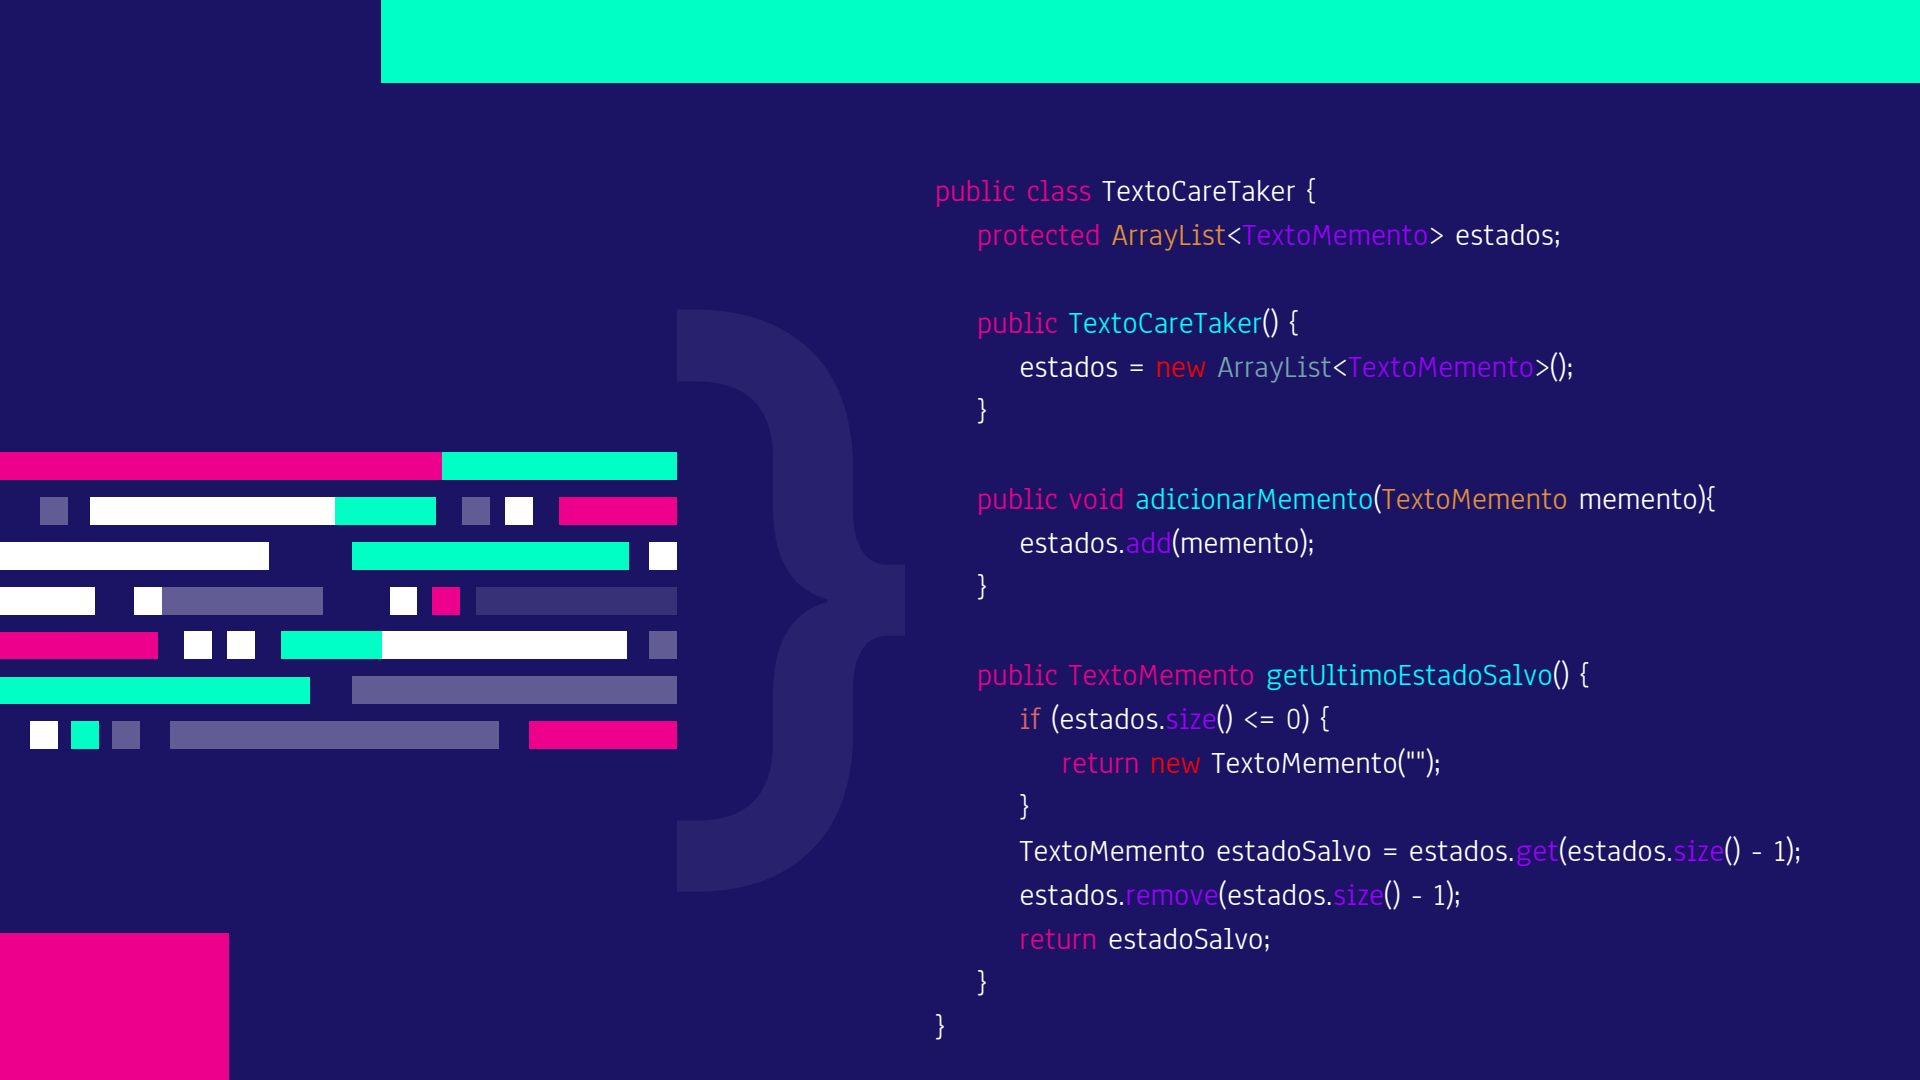 public class TextoCareTaker {
protected ArrayList<TextoMemento> estados;
public TextoCareTaker() {
estados = new ArrayList<TextoMemento>();
}
public void adicionarMemento(TextoMemento memento){
estados.add(memento);
}
public TextoMemento getUltimoEstadoSalvo() {
if (estados.size() <= 0) {
return new TextoMemento("");
}
TextoMemento estadoSalvo = estados.get(estados.size() - 1);
estados.remove(estados.size() - 1);
return estadoSalvo;
}
}